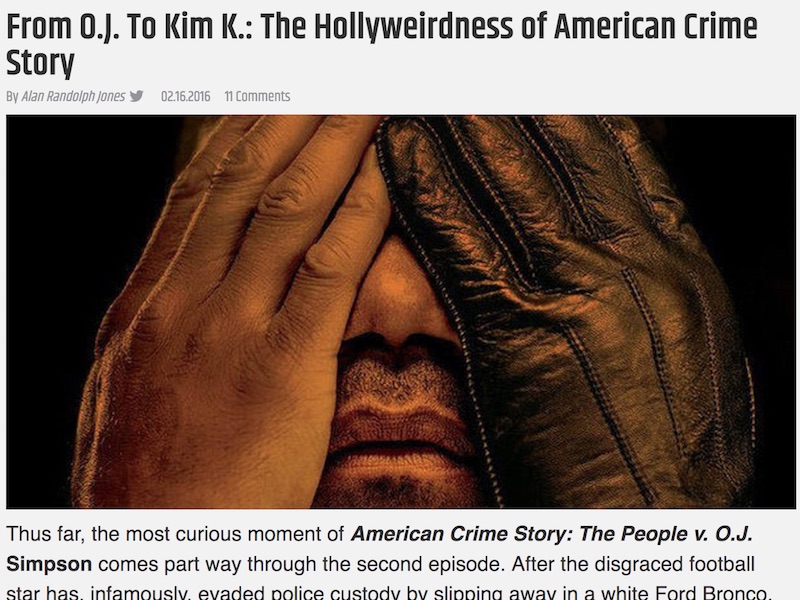 From O.J. To Kim K.: The Hollyweirdness of American Crime
Story
By Alan Randolph Jones 02.16.2016 11 Comments
Thus far, the most curious moment of American Crime Story: The People v. O.J.
Simpson comes part way through the second episode. After the disgraced football
star has, infamously, evaded police custody by slipping away in a white Ford Bronco,